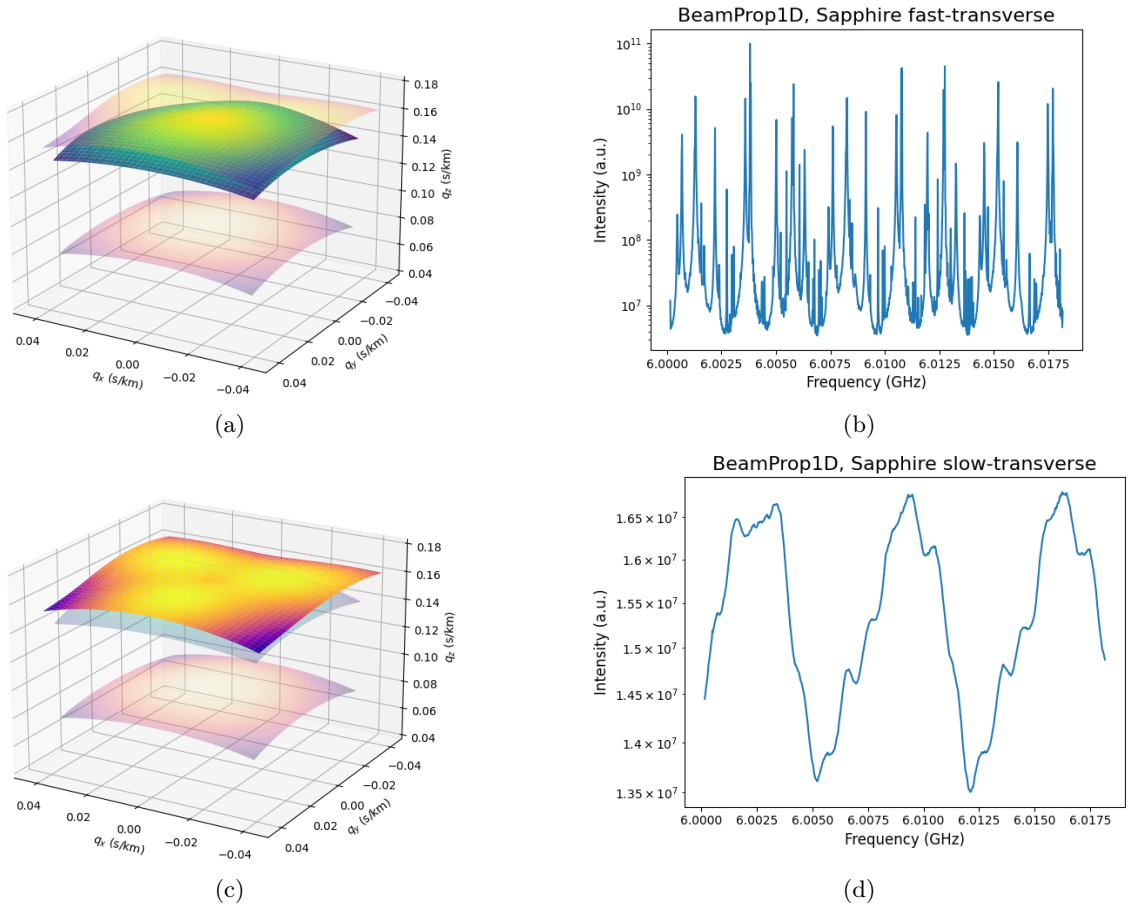 0.18
0.16
0.14
0.12
0.10
0.08
0.06
0.04
q_z (s/km)
0.04
0.02
0.00
−0.02
−0.04
q_x (s/km)
−0.04
−0.02
0.00
0.02
0.04
q_y (s/km)
(a)
BeamProp1D, Sapphire fast-transverse
10^11
10^10
10^9
10^8
10^7
Intensity (a.u.)
6.0000 6.0025 6.0050 6.0075 6.0100 6.0125 6.0150 6.0175
Frequency (GHz)
(b)
0.18
0.16
0.14
0.12
0.10
0.08
0.06
0.04
q_z (s/km)
0.04
0.02
0.00
−0.02
−0.04
q_x (s/km)
−0.04
−0.02
0.00
0.02
0.04
q_y (s/km)
(c)
BeamProp1D, Sapphire slow-transverse
1.65 × 10^7
1.6 × 10^7
1.55 × 10^7
1.5 × 10^7
1.45 × 10^7
1.4 × 10^7
1.35 × 10^7
Intensity (a.u.)
6.0000 6.0025 6.0050 6.0075 6.0100 6.0125 6.0150 6.0175
Frequency (GHz)
(d)